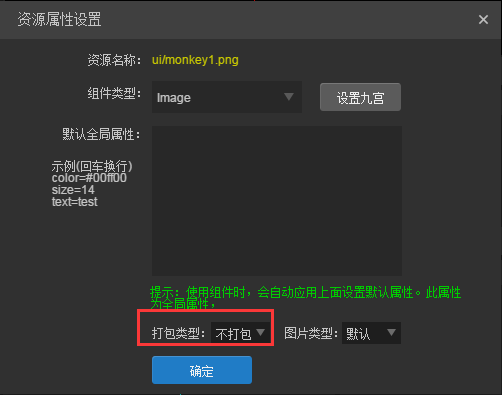 资源属性设置
资源名称: ui/monkey1.png
组件类型: Image 设置九宫
默认全局属性:
示例(回车换行)
color=#00ff00
size=14
text=test
提示: 使用组件时，会自动应用上面设置默认属性。此属性
为全局属性，
打包类型: 不打包 图片类型: 默认
确定